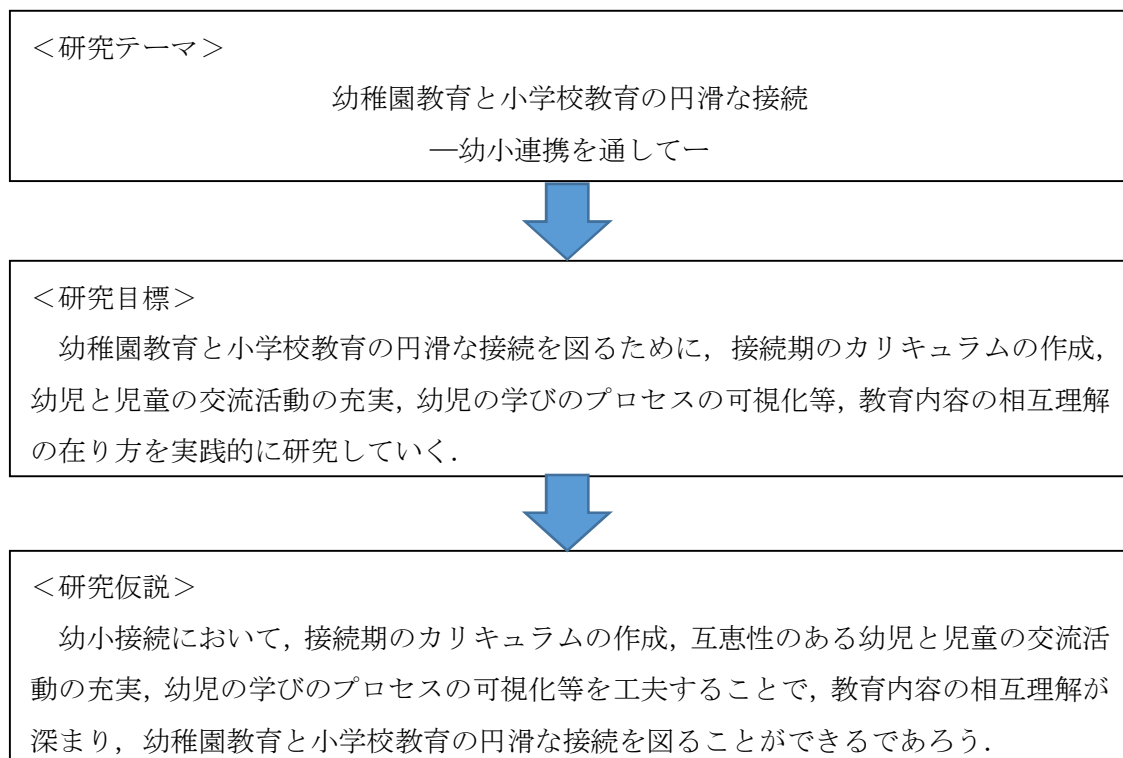 ＜研究テーマ＞
幼稚園教育と小学校教育の円滑な接続
―幼小連携を通してー
＜研究目標＞
幼稚園教育と小学校教育の円滑な接続を図るために，接続期のカリキュラムの作成，
幼児と児童の交流活動の充実，幼児の学びのプロセスの可視化等，教育内容の相互理解
の在り方を実践的に研究していく．
＜研究仮説＞
幼小接続において，接続期のカリキュラムの作成，互恵性のある幼児と児童の交流活
動の充実，幼児の学びのプロセスの可視化等を工夫することで，教育内容の相互理解が
深まり，幼稚園教育と小学校教育の円滑な接続を図ることができるであろう．